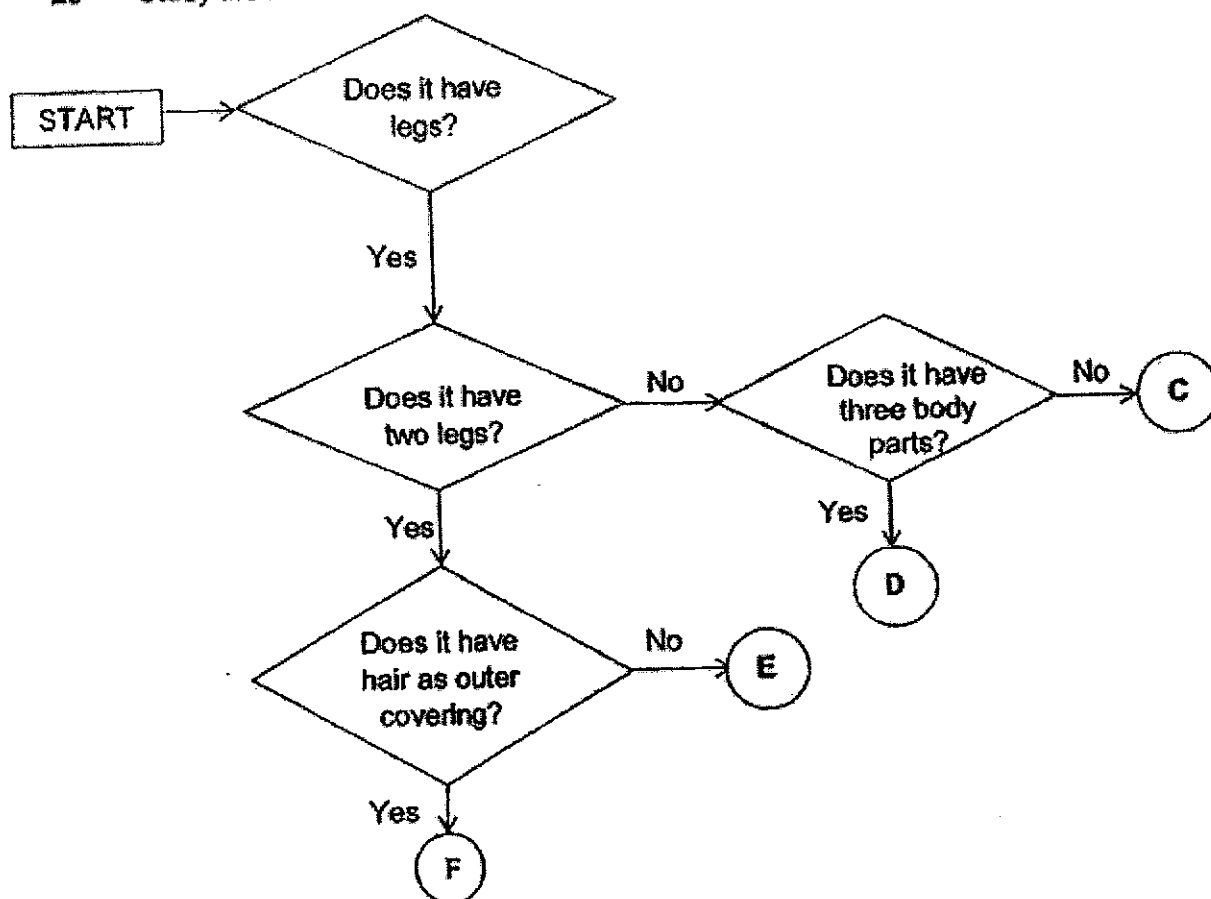 Does it have
legs?
START
Yes
Does it have
two legs?
No
Does it have
three body
parts?
No
C
Yes
D
Yes
Does it have
hair as outer
covering?
No
E
Yes
F